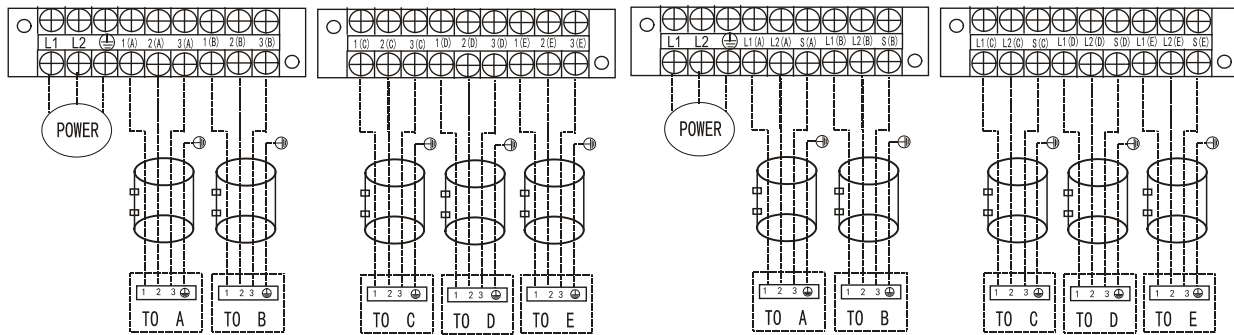 L1 L2 1(A) 2(A) 3(A) 1(B) 2(B) 3(B)
POWER
1 2 3
TO A
1 2 3
TO B
1(C) 2(C) 3(C) 1(D) 2(D) 3(D) 1(E) 2(E) 3(E)
1 2 3
TO C
1 2 3
TO D
1 2 3
TO E
L1 L2 L1(A) L2(A) S(A) L1(B) L2(B) S(B)
POWER
1 2 3
TO A
1 2 3
TO B
L1(C) L2(C) S(C) L1(D) L2(D) S(D) L1(E) L2(E) S(E)
1 2 3
TO C
1 2 3
TO D
1 2 3
TO E